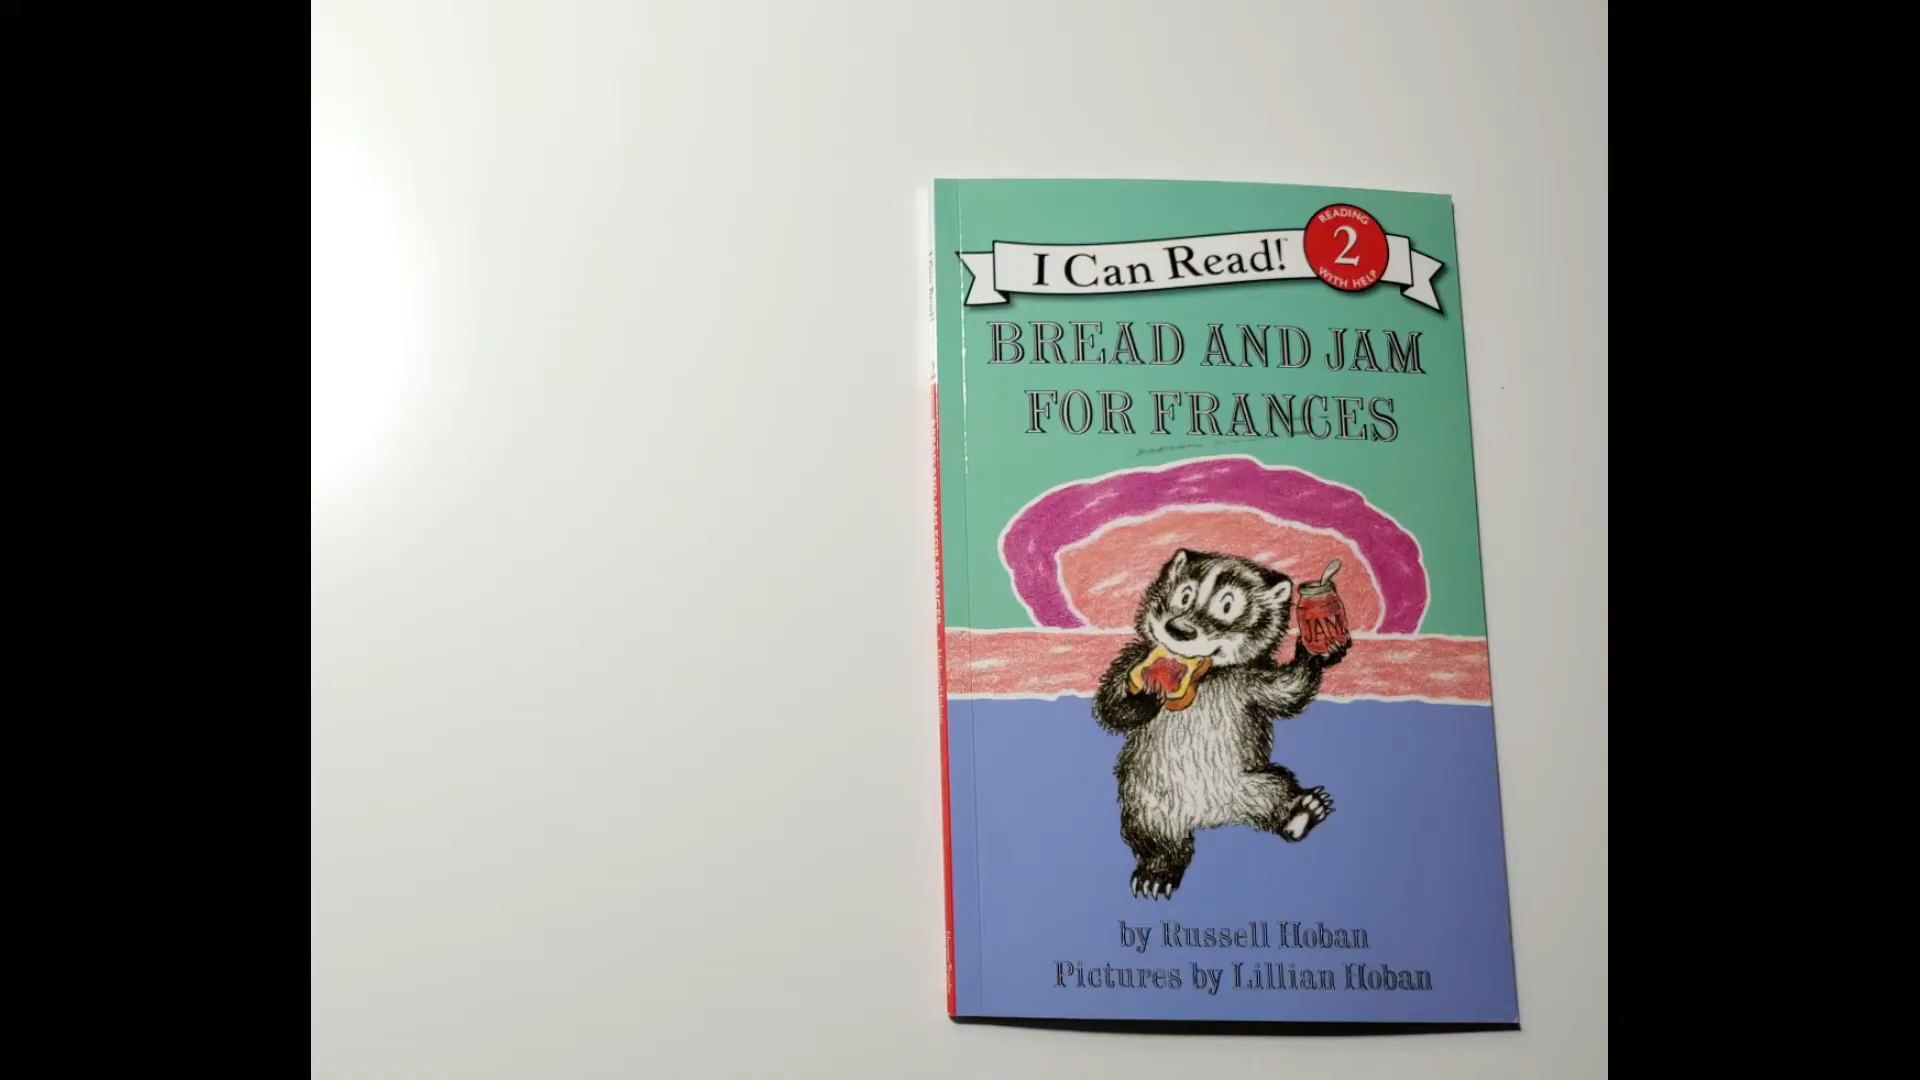 I Can Read!
READING
2
WITH HELP
BREAD AND JAM
FOR FRANCES
JAM
by Russell Hoban
Pictures by Lillian Hoban